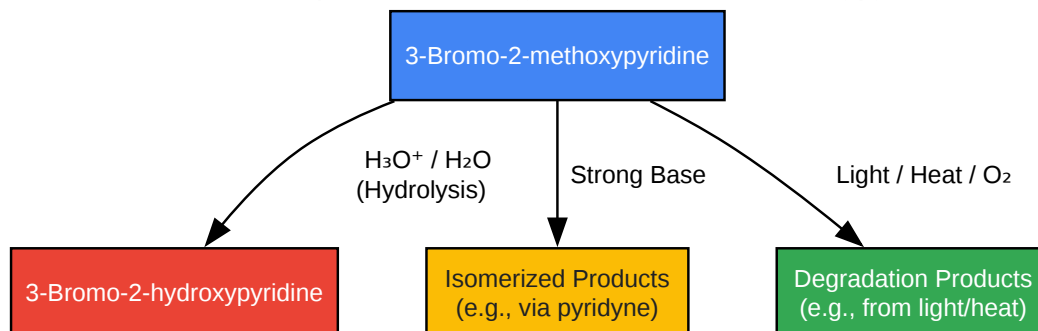 3-Bromo-2-methoxypyridine
H₃O⁺ / H₂O
(Hydrolysis)
Strong Base
Light / Heat / O₂
3-Bromo-2-hydroxypyridine
Isomerized Products
(e.g., via pyridyne)
Degradation Products
(e.g., from light/heat)